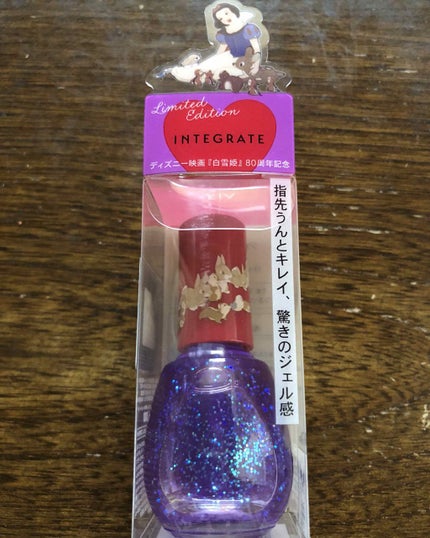 Limited
Edition
INTEGRATE
ディズニー映画『白雪姫』80周年記念
指先うんとキレイ、驚きのジェル感